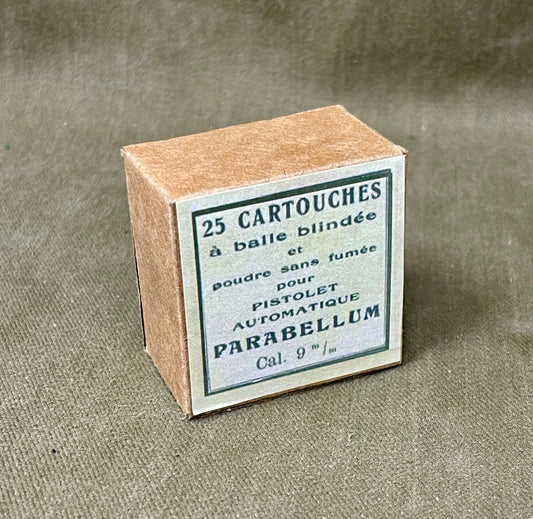 25 CARTOUCHES
à balle blindée
et
poudre sans fumée
pour
PISTOLET
AUTOMATIQUE
PARABELLUM
Cal. 9 m/m